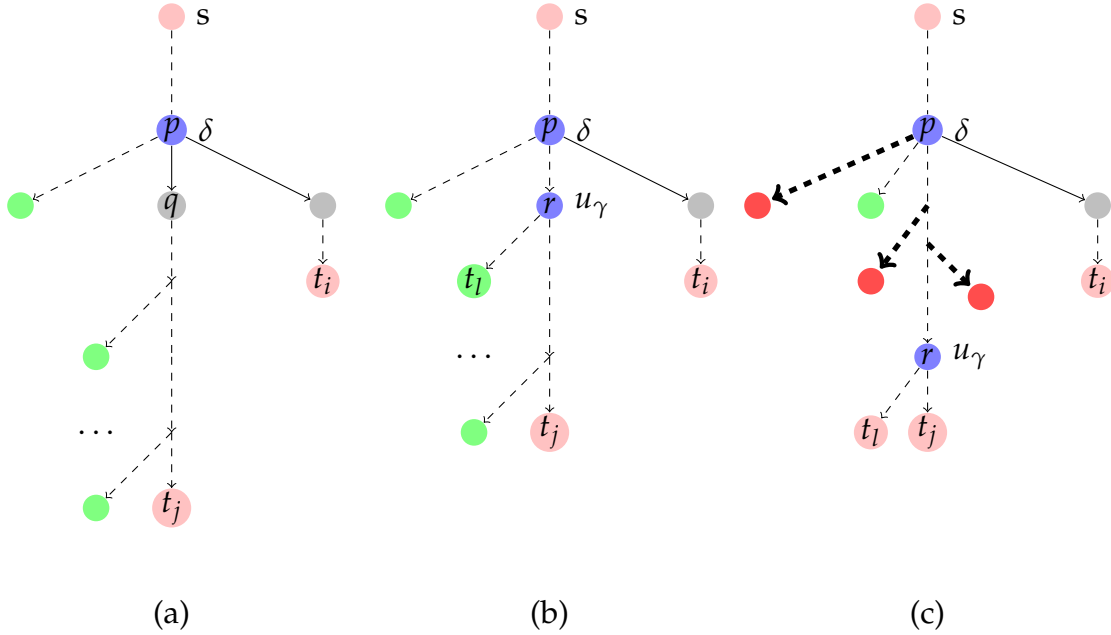 s s s
p δ p δ p δ
q r u_γ
t_l
t_i t_i t_i
... ...
r u_γ
t_j t_l t_j
t_j
(a) (b) (c)